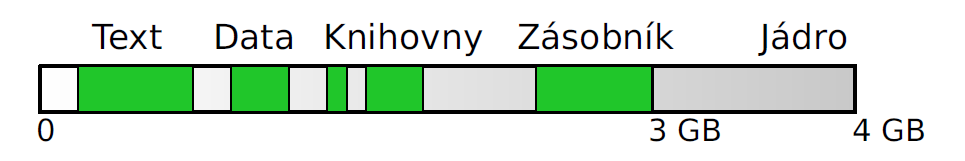 Text Data Knihovny Zásobník Jádro
0 3 GB 4 GB